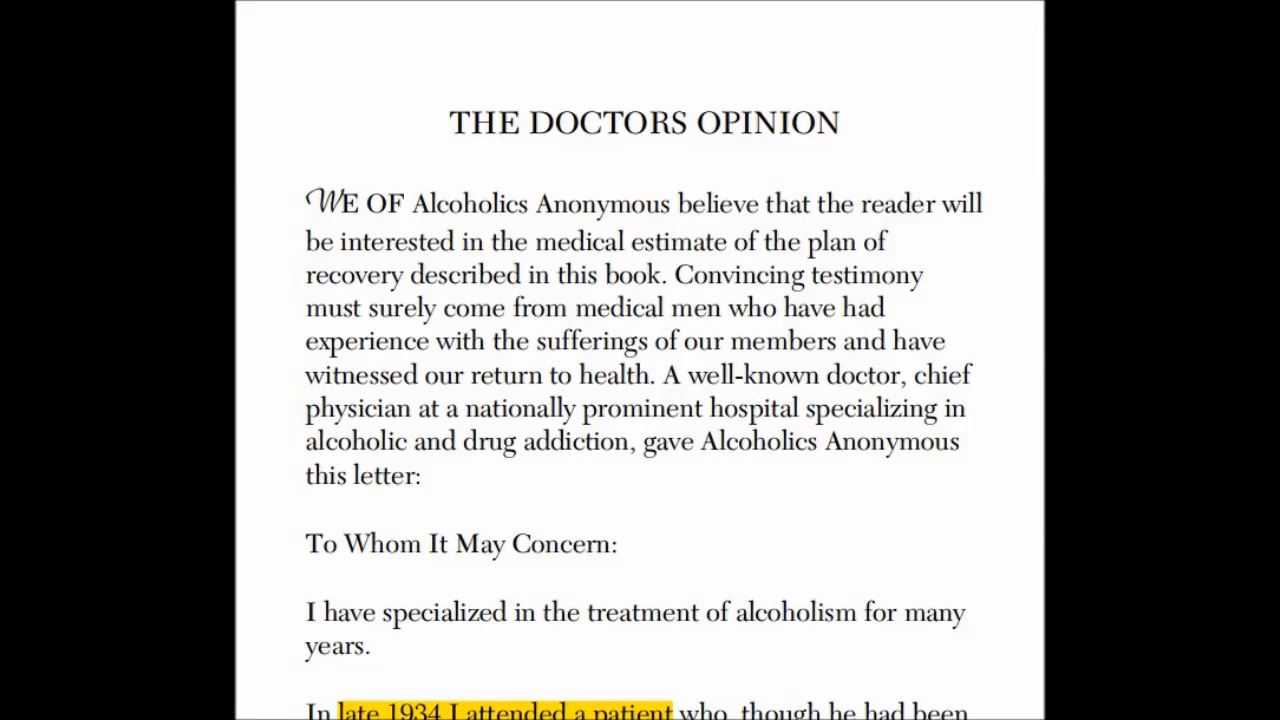 THE DOCTORS OPINION
WE OF Alcoholics Anonymous believe that the reader will
be interested in the medical estimate of the plan of
recovery described in this book. Convincing testimony
must surely come from medical men who have had
experience with the sufferings of our members and have
witnessed our return to health. A well-known doctor, chief
physician at a nationally prominent hospital specializing in
alcoholic and drug addiction, gave Alcoholics Anonymous
this letter:
To Whom It May Concern:
I have specialized in the treatment of alcoholism for many
years.
In late 1934 I attended a patient who, though he had been